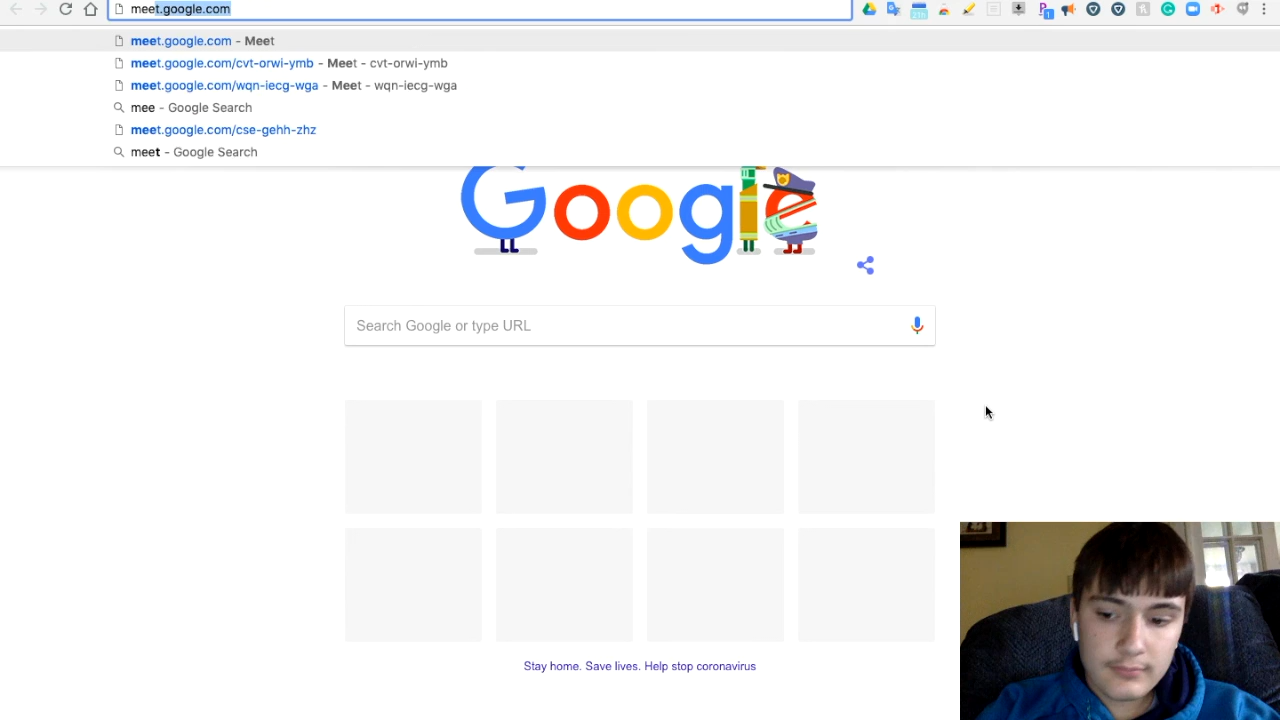 meet.google.com
meet.google.com - Meet
meet.google.com/cvt-orwi-ymb - Meet - cvt-orwi-ymb
meet.google.com/wqn-iecg-wga - Meet - wqn-iecg-wga
mee - Google Search
meet.google.com/cse-gehh-zhz
meet - Google Search
Google
Search Google or type URL
Stay home. Save lives. Help stop coronavirus